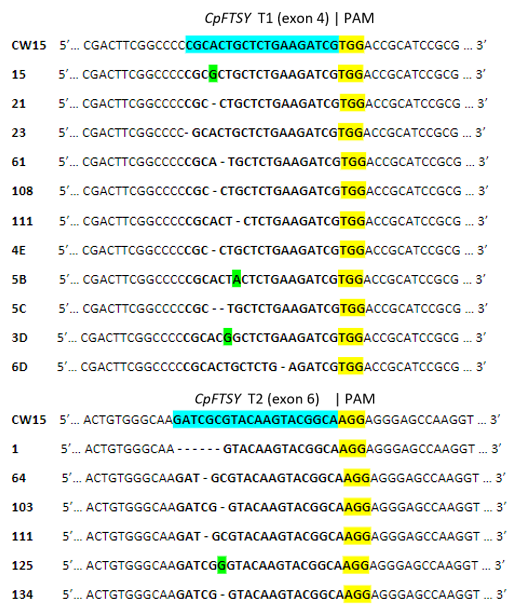 CpFTSY T1 (exon 4) | PAM
CW15 5’... CGACTTCGGCCCCCGCACTGCTCTGAAGATCGTGGACCGCATCCGCG ... 3’
15 5’... CGACTTCGGCCCCCGCGCTGCTCTGAAGATCGTGGACCGCATCCGCG ... 3’
21 5’... CGACTTCGGCCCCCGC-CTGCTCTGAAGATCGTGGACCGCATCCGCG ... 3’
23 5’... CGACTTCGGCCCC-GCACTGCTCTGAAGATCGTGGACCGCATCCGCG ... 3’
61 5’... CGACTTCGGCCCCCGCA-TGCTCTGAAGATCGTGGACCGCATCCGCG ... 3’
108 5’... CGACTTCGGCCCCCGC-CTGCTCTGAAGATCGTGGACCGCATCCGCG ... 3’
111 5’... CGACTTCGGCCCCCGCACT-CTCTGAAGATCGTGGACCGCATCCGCG ... 3’
4E 5’... CGACTTCGGCCCCCGC-CTGCTCTGAAGATCGTGGACCGCATCCGCG ... 3’
5B 5’... CGACTTCGGCCCCCGCACTACTCTGAAGATCGTGGACCGCATCCGCG ... 3’
5C 5’... CGACTTCGGCCCCCGC--TGCTCTGAAGATCGTGGACCGCATCCGCG ... 3’
3D 5’... CGACTTCGGCCCCCGCACGGCTCTGAAGATCGTGGACCGCATCCGCG ... 3’
6D 5’... CGACTTCGGCCCCCGCACTGCTCTG-AGATCGTGGACCGCATCCGCG ... 3’
CpFTSY T2 (exon 6) | PAM
CW15 5’... ACTGTGGGCAAGATCGCGTACAAGTACGGCAAGGAGGGAGCCAAGGT ... 3’
1 5’... ACTGTGGGCAA------GTACAAGTACGGCAAGGAGGGAGCCAAGGT ... 3’
64 5’... ACTGTGGGCAAGAT-GCGTACAAGTACGGCAAGGAGGGAGCCAAGGT ... 3’
103 5’... ACTGTGGGCAAGATCG-GTACAAGTACGGCAAGGAGGGAGCCAAGGT ... 3’
111 5’... ACTGTGGGCAAGAT-GCGTACAAGTACGGCAAGGAGGGAGCCAAGGT ... 3’
125 5’... ACTGTGGGCAAGATCGGGTACAAGTACGGCAAGGAGGGAGCCAAGGT ... 3’
134 5’... ACTGTGGGCAAGATCG-GTACAAGTACGGCAAGGAGGGAGCCAAGGT ... 3’